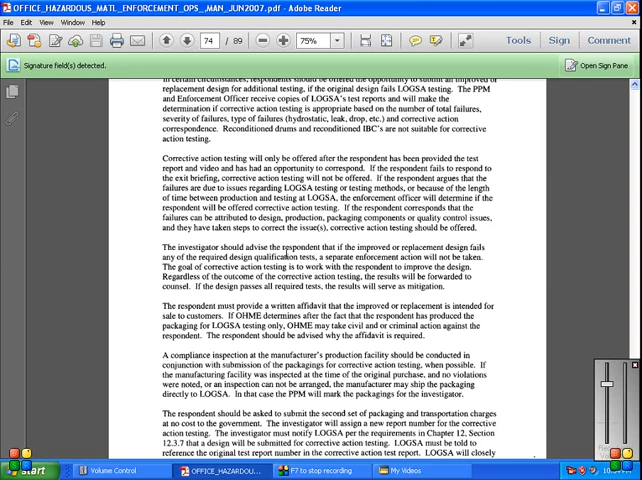 OFFICE_HAZARDOUS_MATL_ENFORCEMENT_OPS_,MAN_JUN2007.pdf - Adobe Reader
File Edit View Window Help
74 / 89 75% Tools Sign Comment
Signature field(s) detected. Open Sign Pane
In certain circumstances, respondents should be offered the opportunity to submit an improved or
replacement design for additional testing, if the original design fails LOGSA testing. The PPM
and Enforcement Officer receive copies of LOGSA's test reports and will make the
determination if corrective action testing is appropriate based on the number of total failures,
severity of failures, type of failures (hydrostatic, leak, drop, etc.) and corrective action
correspondence. Reconditioned drums and reconditioned IBC's are not suitable for corrective
action testing.
Corrective action testing will only be offered after the respondent has been provided the test
report and video and has had an opportunity to correspond. If the respondent fails to respond to
the exit briefing, corrective action testing will not be offered. If the respondent argues that the
failures are due to issues regarding LOGSA testing or testing methods, or because of the length
of time between production and testing at LOGSA, the enforcement officer will determine if the
respondent will be offered corrective action testing. If the respondent corresponds that the
failures can be attributed to design, production, packaging components or quality control issues,
and they have taken steps to correct the issue(s), corrective action testing should be offered.
The investigator should advise the respondent that if the improved or replacement design fails
any of the required design qualification tests, a separate enforcement action will not be taken.
The goal of corrective action testing is to work with the respondent to improve the design.
Regardless of the outcome of the corrective action testing, the results will be forwarded to
counsel. If the design passes all required tests, the results will serve as mitigation.
The respondent must provide a written affidavit that the improved or replacement is intended for
sale to customers. If OHME determines after the fact that the respondent has produced the
packaging for LOGSA testing only, OHME may take civil and or criminal action against the
respondent. The respondent should be advised why the affidavit is required.
A compliance inspection at the manufacturer's production facility should be conducted in
conjunction with submission of the packagings for corrective action testing, when possible. If
the manufacturing facility was inspected at the time of the original purchase, and no violations
were noted, or an inspection can not be arranged, the manufacturer may ship the packaging
directly to LOGSA. In that case the PPM will mark the packagings for the investigator.
The respondent should be asked to submit the second set of packaging and transportation charges
at no cost to the government. The investigator will assign a new report number for the corrective
action testing. The investigator must notify LOGSA per the requirements in Chapter 12, Section
12.3.7 that a design will be submitted for corrective action testing. LOGSA must be told to
reference the original test report number in the corrective action test report. LOGSA will closely
start Volume Control OFFICE_HAZARDOU... F7 to stop recording My Videos